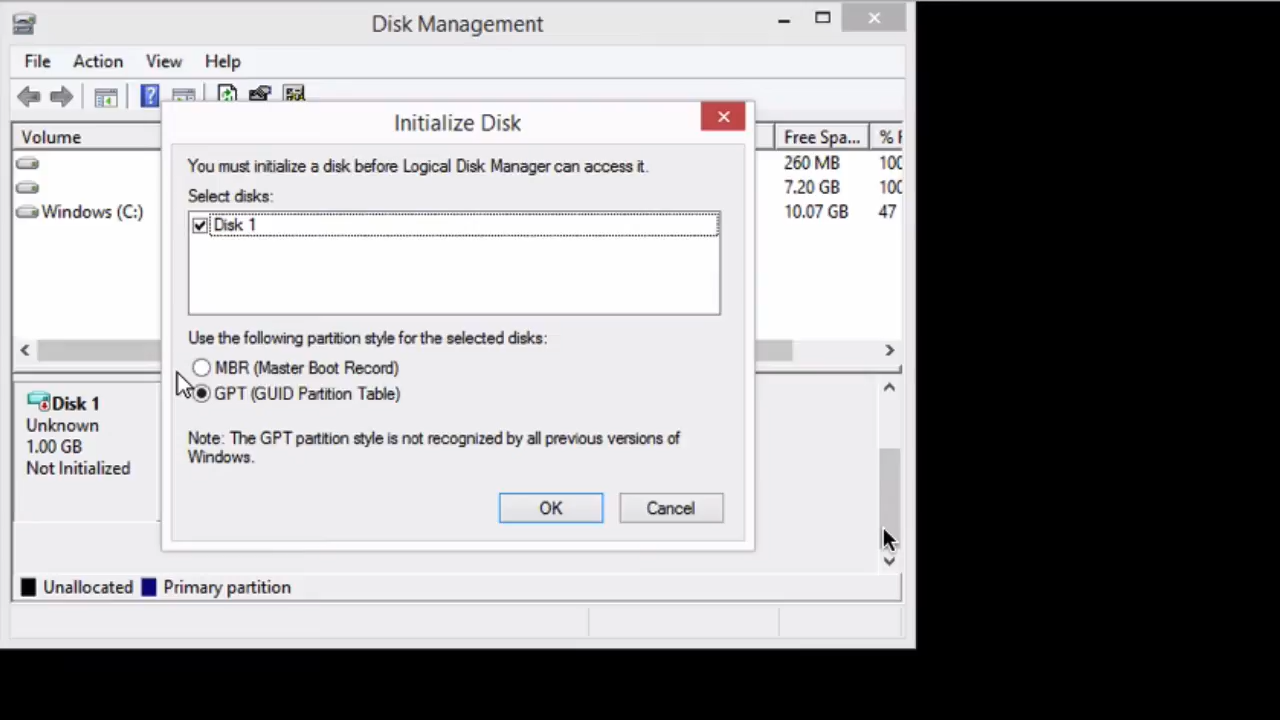 Disk Management
File Action View Help
Initialize Disk
Volume
Free Spa... % F
260 MB 100
7.20 GB 100
Windows (C:) 10.07 GB 47
You must initialize a disk before Logical Disk Manager can access it.
Select disks:
Disk 1
Use the following partition style for the selected disks:
MBR (Master Boot Record)
GPT (GUID Partition Table)
Note: The GPT partition style is not recognized by all previous versions of
Windows.
OK Cancel
Disk 1
Unknown
1.00 GB
Not Initialized
Unallocated Primary partition